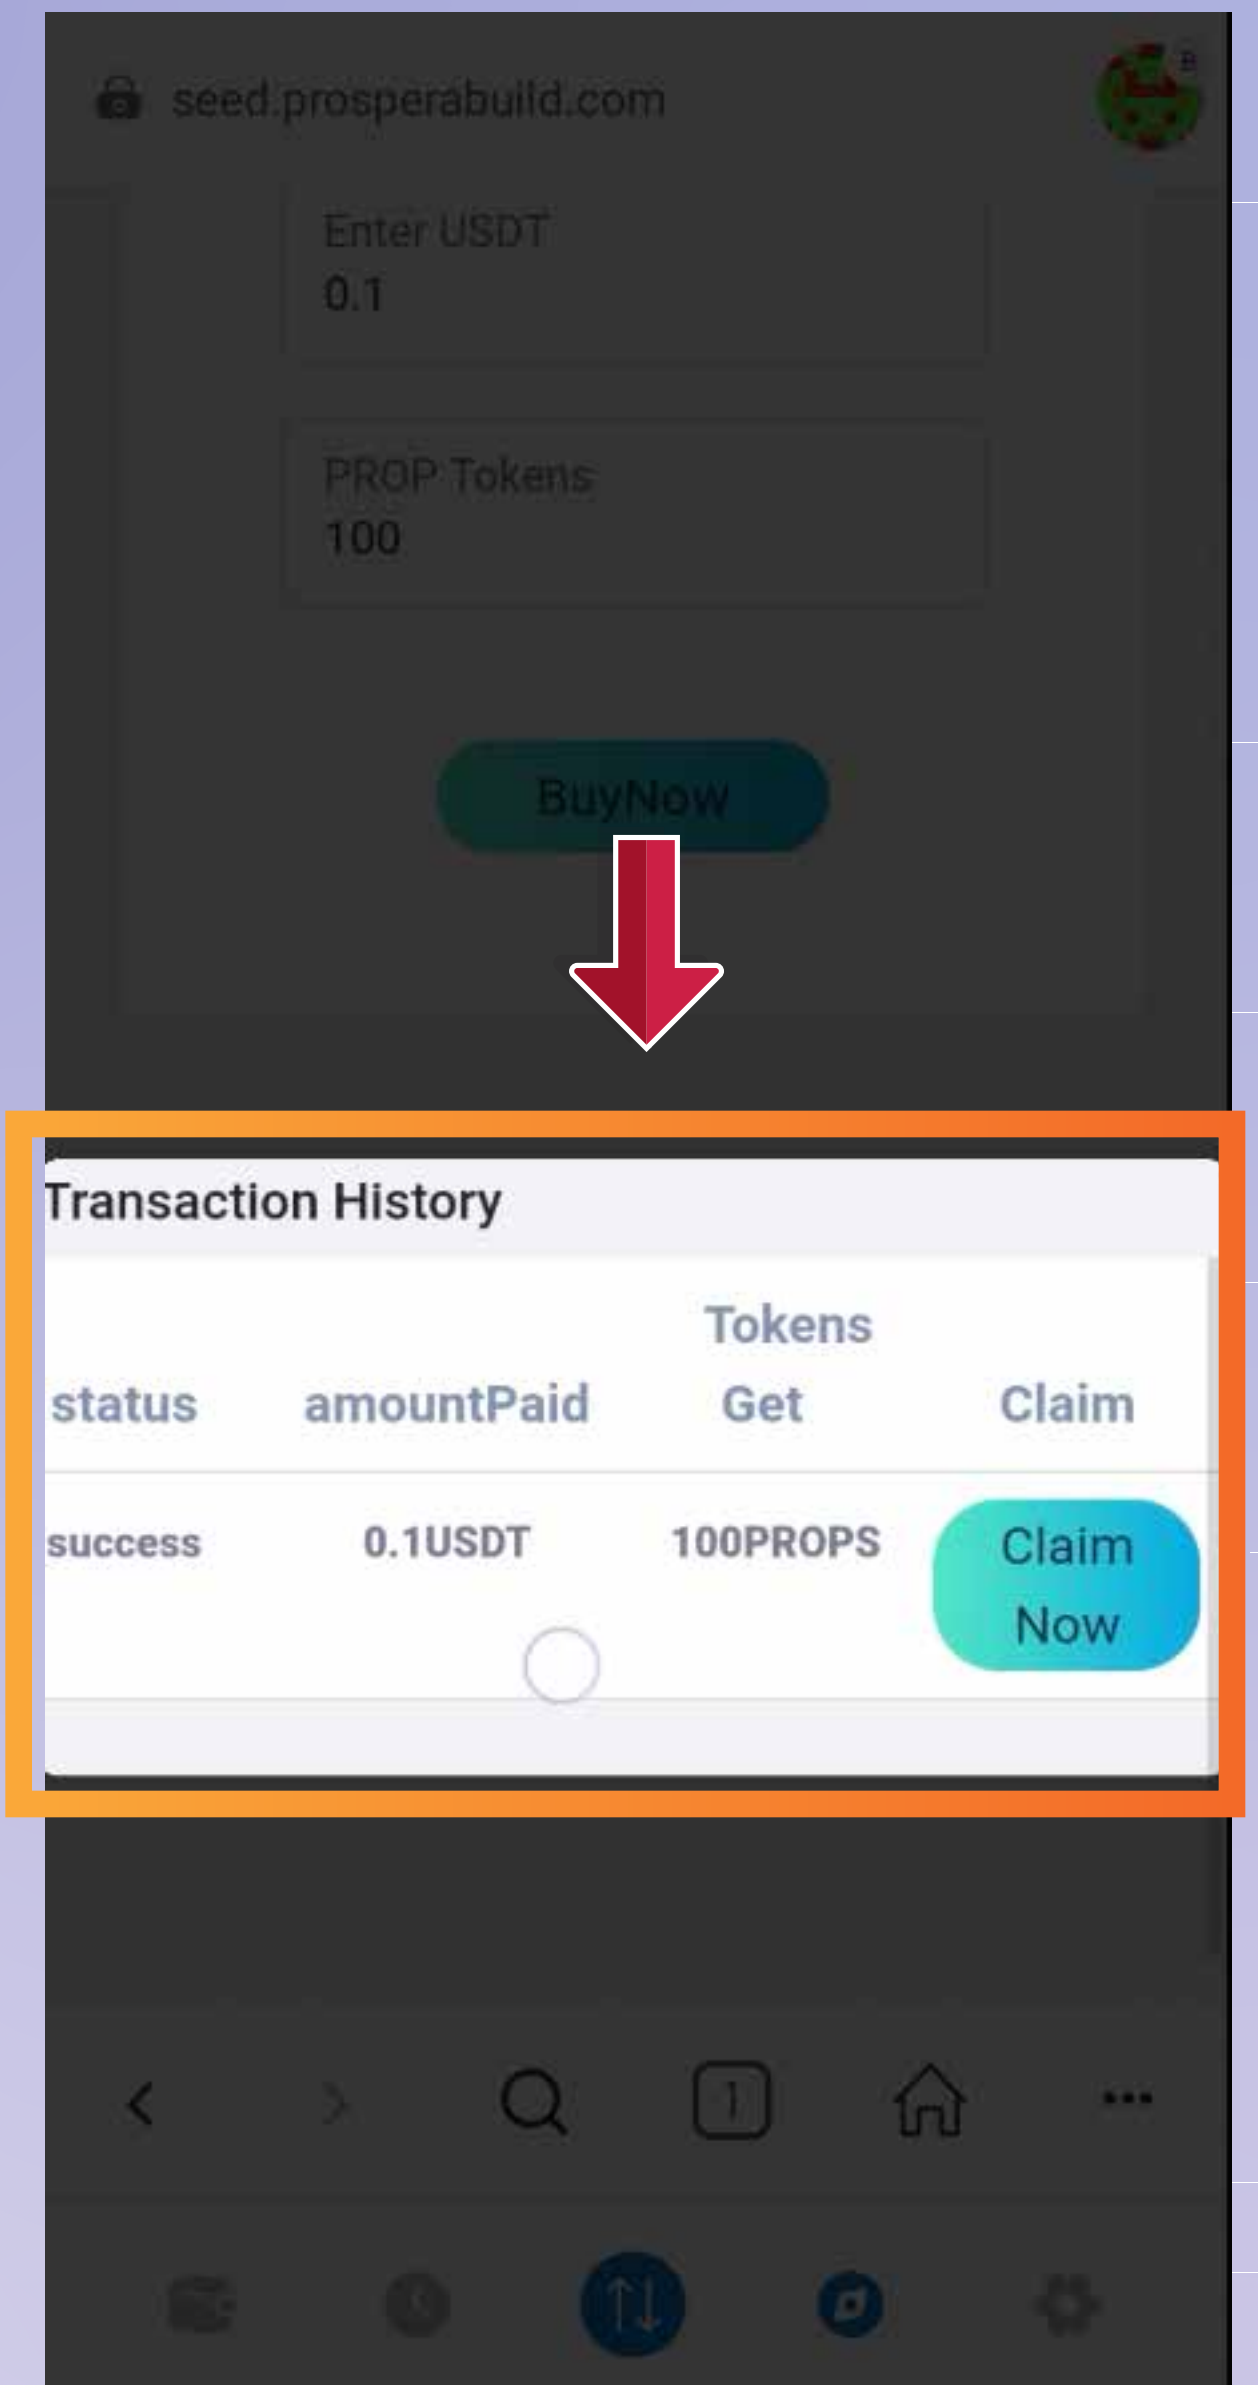 seed.prosperabuild.com
B
Enter USDT
0.1
PROP Tokens
100
BuyNow
Transaction History
status amountPaid Tokens Get Claim
success 0.1USDT 100PROPS Claim Now
1